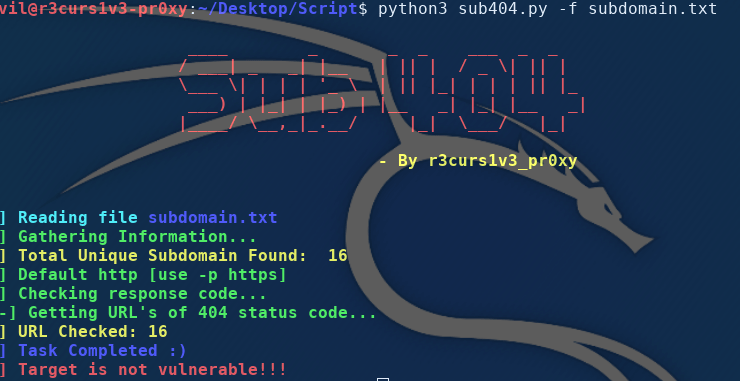 vil@r3curs1v3-pr0xy:~/Desktop/Script$ python3 sub404.py -f subdomain.txt
Sub 404
- By r3curs1v3_pr0xy
] Reading file subdomain.txt
] Gathering Information...
] Total Unique Subdomain Found:  16
] Default http [use -p https]
] Checking response code...
-] Getting URL's of 404 status code...
] URL Checked: 16
] Task Completed :)
] Target is not vulnerable!!!